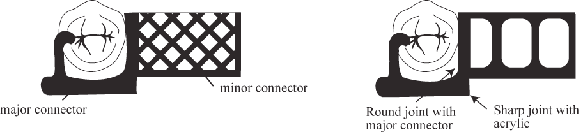 major connector
minor connector
Round joint with
major connector
Sharp joint with
acrylic